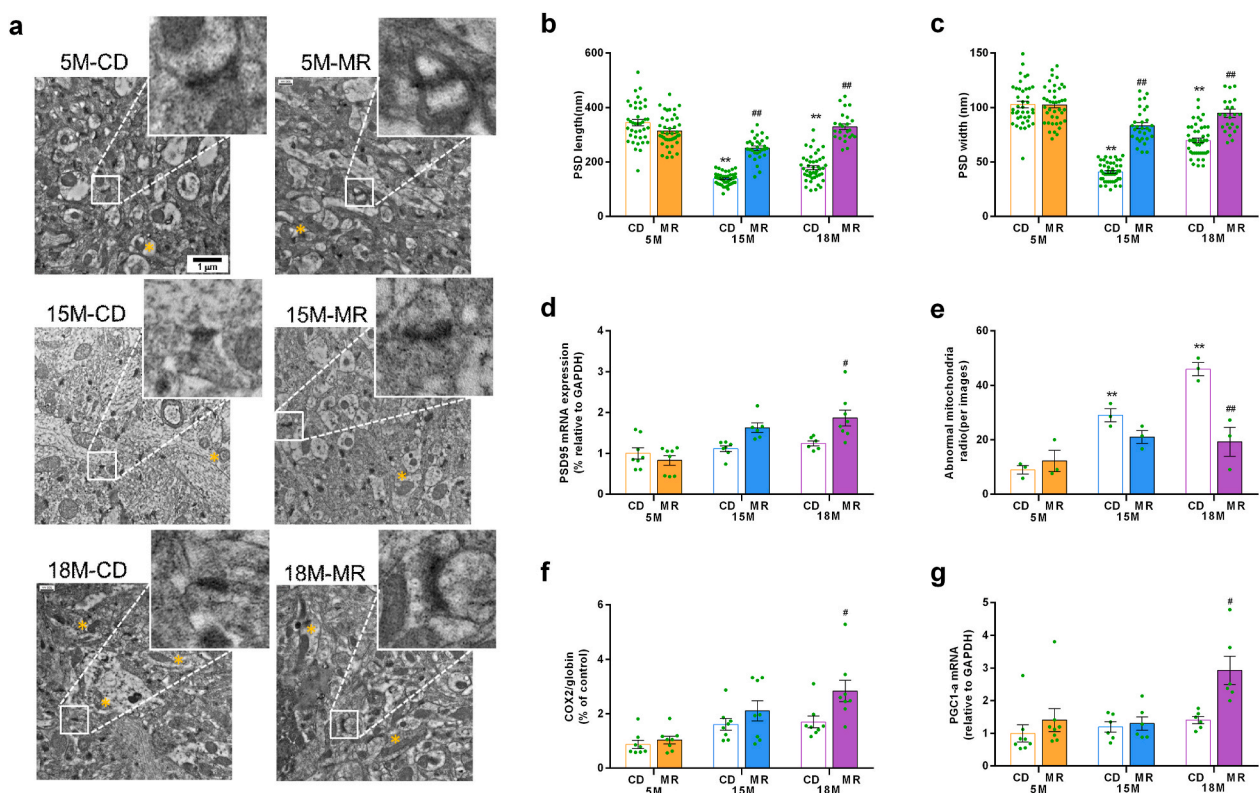 a
5M-CD
5M-MR
1 μm
15M-CD
15M-MR
18M-CD
18M-MR
b
PSD length(nm)
600
400
200
0
**
##
**
##
CD MR CD MR CD MR
5M 15M 18M
c
PSD width (nm)
150
100
50
0
**
##
**
##
CD MR CD MR CD MR
5M 15M 18M
d
PSD95 mRNA expression
(% relative to GAPDH)
4
3
2
1
0
#
CD MR CD MR CD MR
5M 15M 18M
e
Abnormal mitochondria
radio(per images)
60
40
20
0
**
**
##
CD MR CD MR CD MR
5M 15M 18M
f
COX2/globin
(% of control)
6
4
2
0
#
CD MR CD MR CD MR
5M 15M 18M
g
PGC1-a mRNA
(relative to GAPDH)
5
4
3
2
1
0
#
CD MR CD MR CD MR
5M 15M 18M